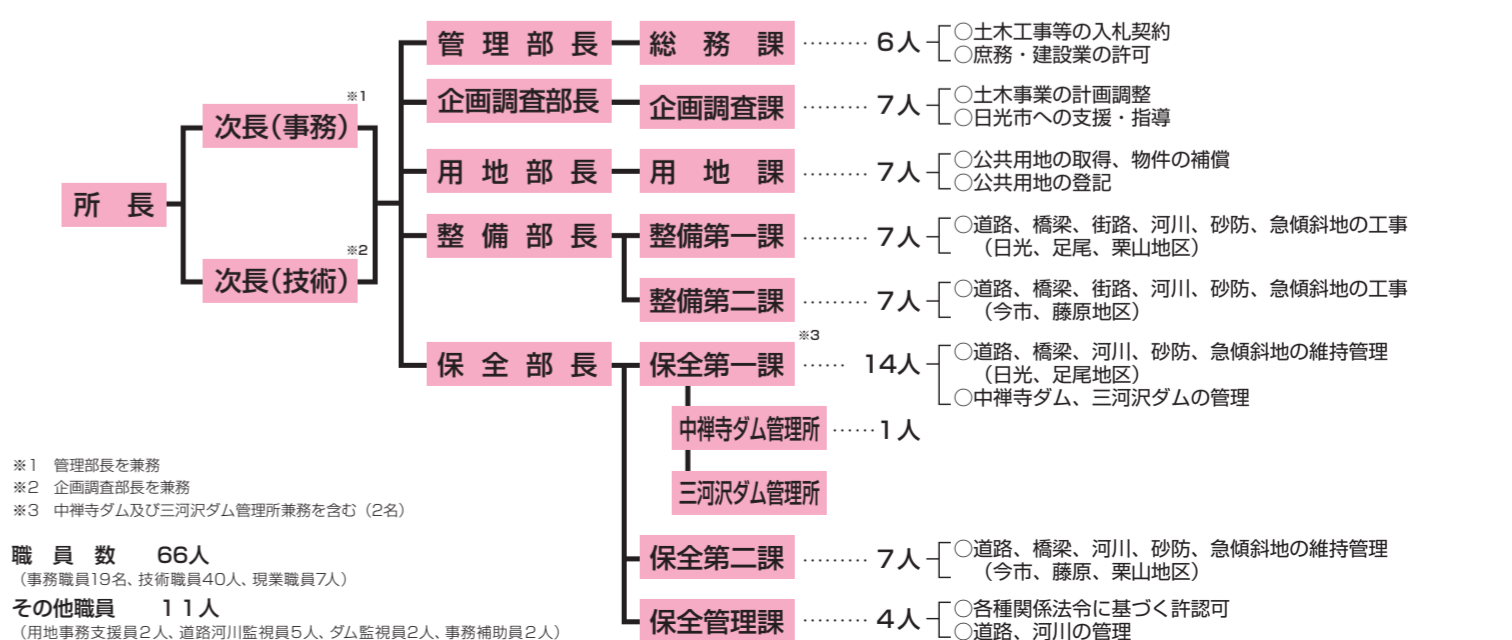 所長
次長(事務)
※1
次長(技術)
※2
管理部長
総務課
………6人
○土木工事等の入札契約
○庶務・建設業の許可
企画調査部長
企画調査課
………7人
○土木事業の計画調整
○日光市への支援・指導
用地部長
用地課
………7人
○公共用地の取得、物件の補償
○公共用地の登記
整備部長
整備第一課
………7人
○道路、橋梁、街路、河川、砂防、急傾斜地の工事
(日光、足尾、栗山地区)
整備第二課
………7人
○道路、橋梁、街路、河川、砂防、急傾斜地の工事
(今市、藤原地区)
保全部長
保全第一課
※3
……14人
○道路、橋梁、河川、砂防、急傾斜地の維持管理
(日光、足尾地区)
○中禅寺ダム、三河沢ダムの管理
中禅寺ダム管理所
……1人
三河沢ダム管理所
保全第二課
………7人
○道路、橋梁、河川、砂防、急傾斜地の維持管理
(今市、藤原、栗山地区)
保全管理課
………4人
○各種関係法令に基づく許認可
○道路、河川の管理
※1 管理部長を兼務
※2 企画調査部長を兼務
※3 中禅寺ダム及び三河沢ダム管理所兼務を含む(2名)
職員数 66人
(事務職員19名、技術職員40人、現業職員7人)
その他職員 11人
(用地事務支援員2人、道路河川監視員5人、ダム監視員2人、事務補助員2人)